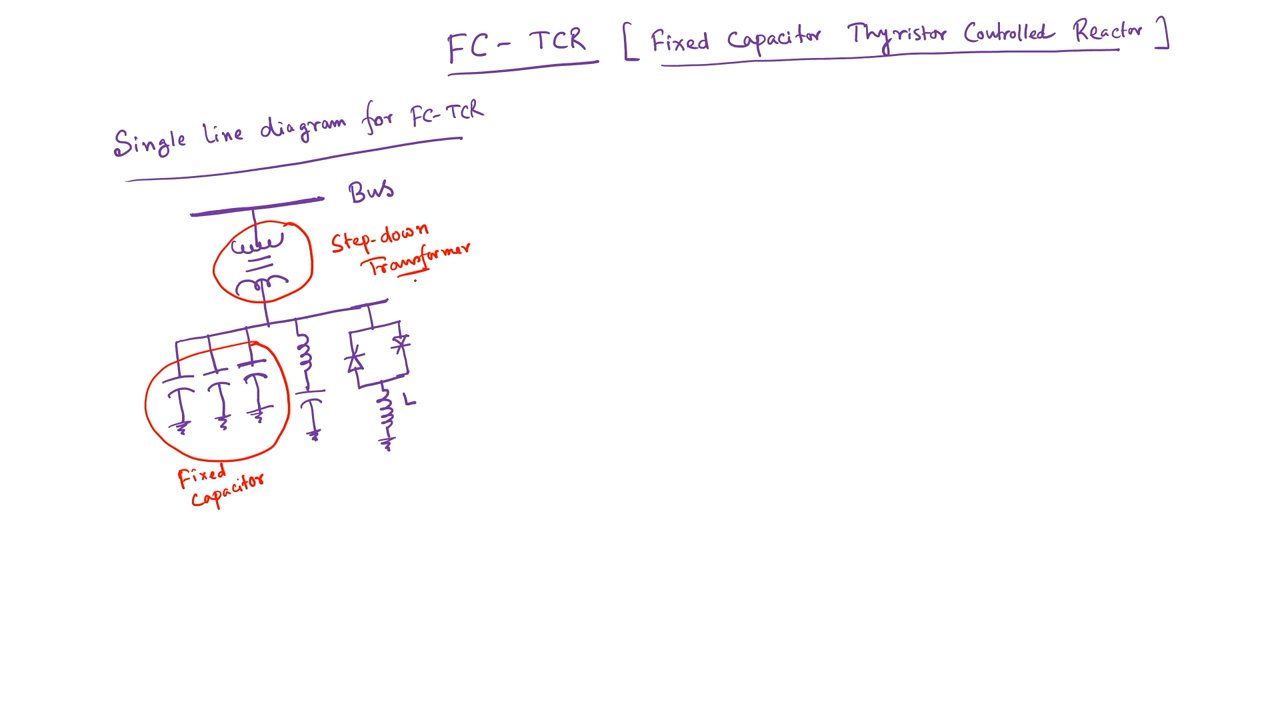 FC - TCR [ Fixed Capacitor Thyristor Controlled Reactor ]
Single line diagram for FC-TCR
Bus
Step-down
Transformer
L
Fixed
Capacitor